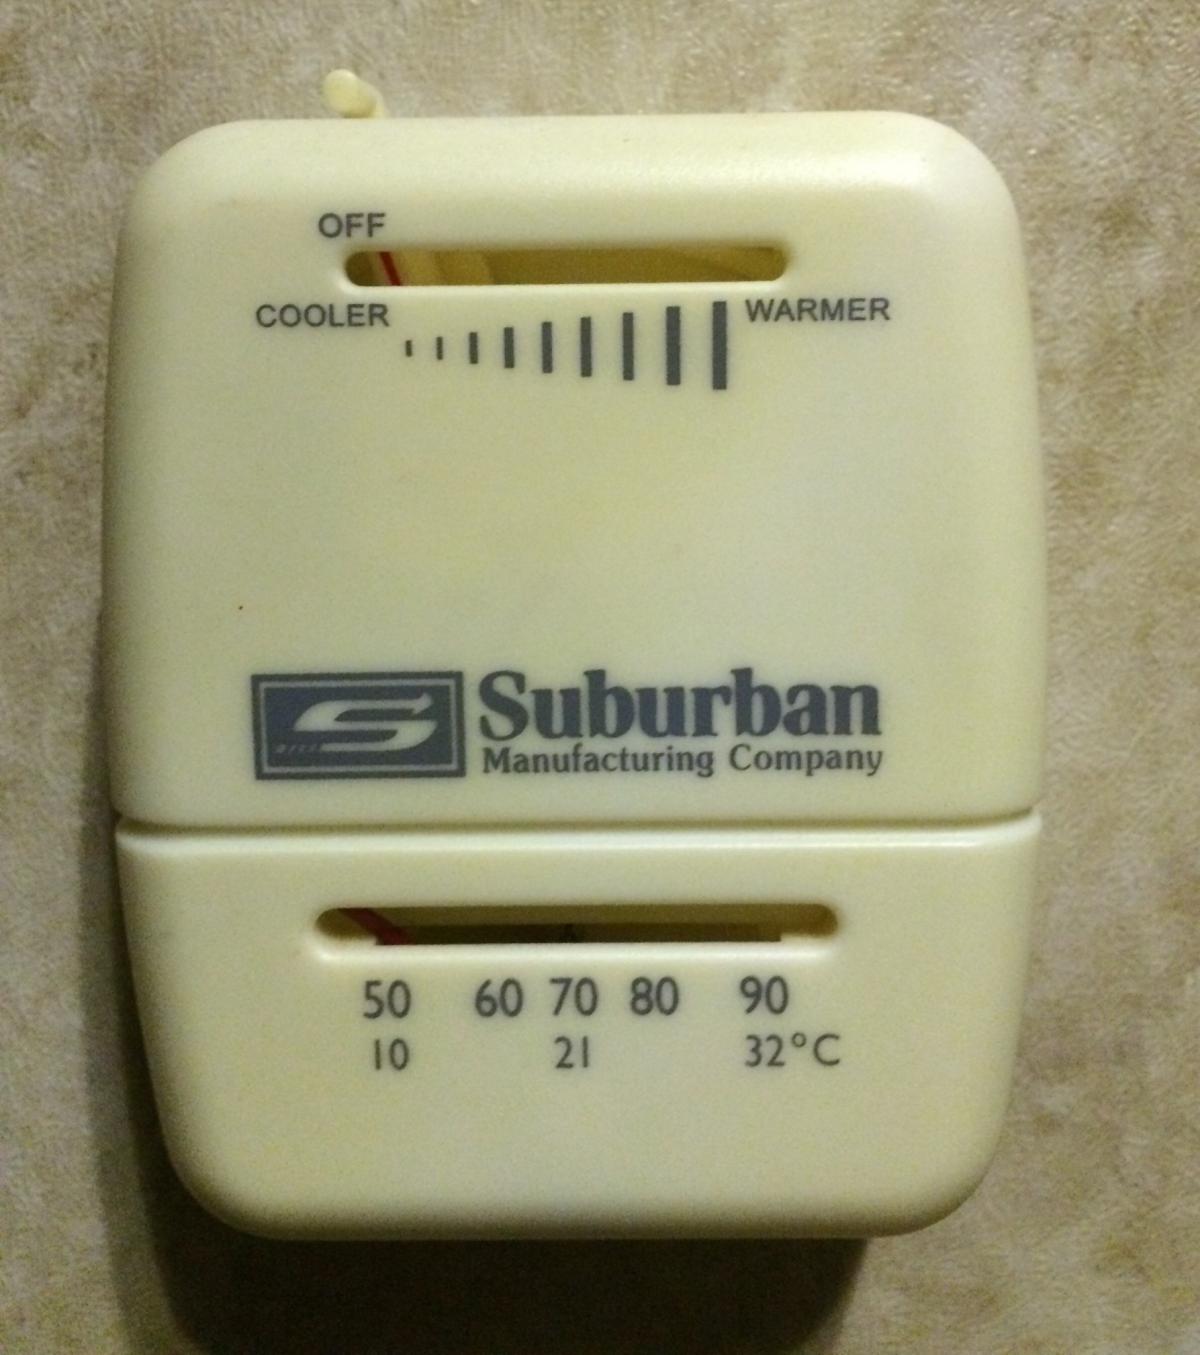 OFF
COOLER WARMER
Suburban
Manufacturing Company
50 60 70 80 90
10 21 32°C